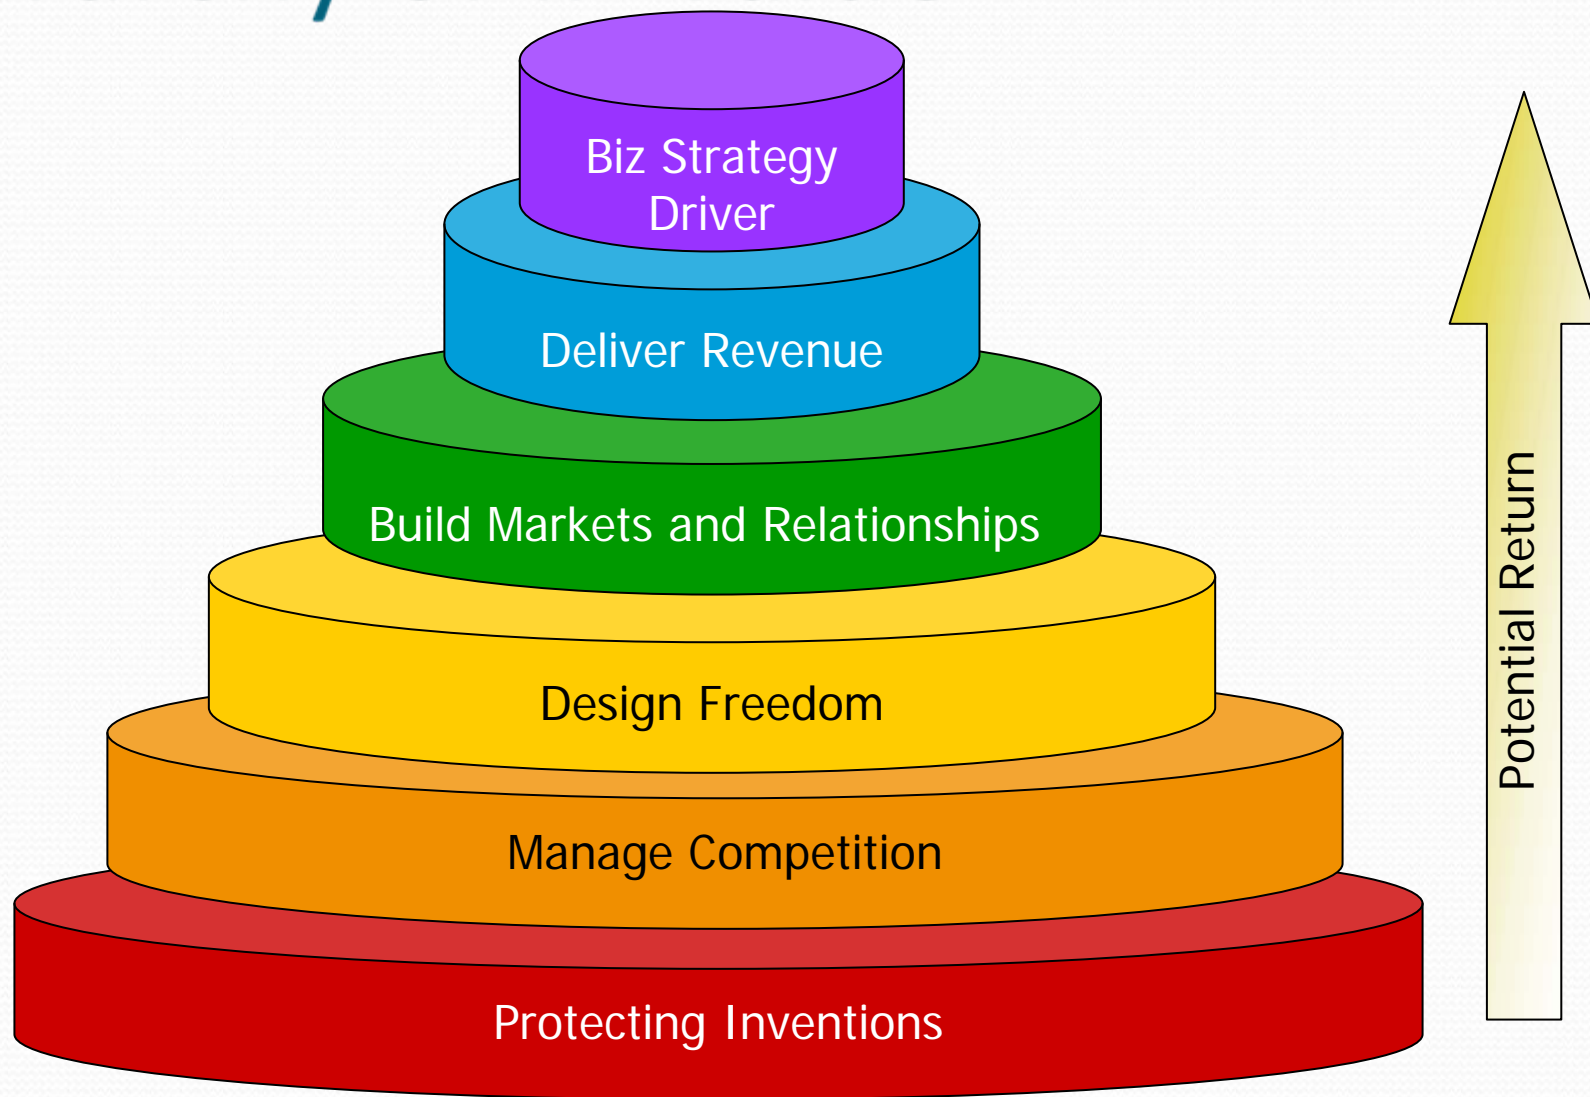 Biz Strategy
Driver
Deliver Revenue
Build Markets and Relationships
Design Freedom
Manage Competition
Protecting Inventions
Potential Return